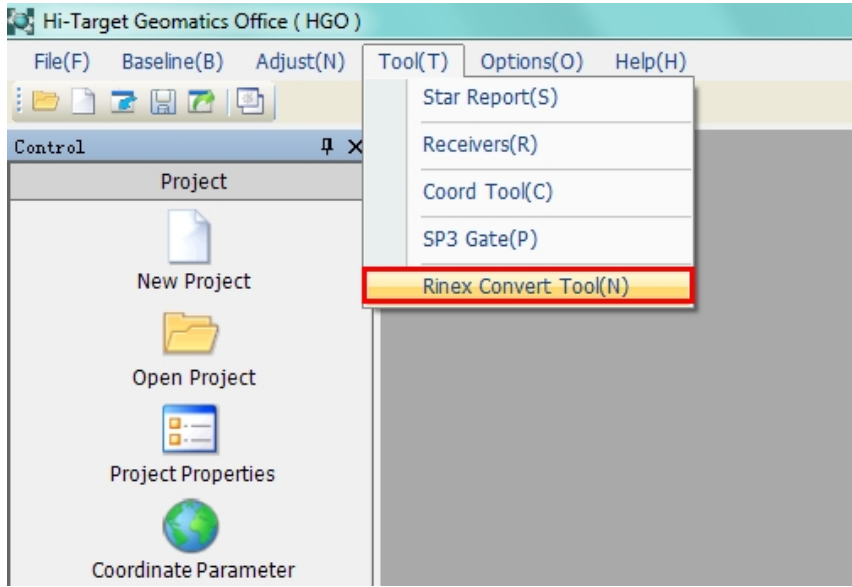 Hi-Target Geomatics Office ( HGO )
File(F) Baseline(B) Adjust(N) Tool(T) Options(O) Help(H)
Star Report(S)
Receivers(R)
Coord Tool(C)
SP3 Gate(P)
Rinex Convert Tool(N)
Control
Project
New Project
Open Project
Project Properties
Coordinate Parameter